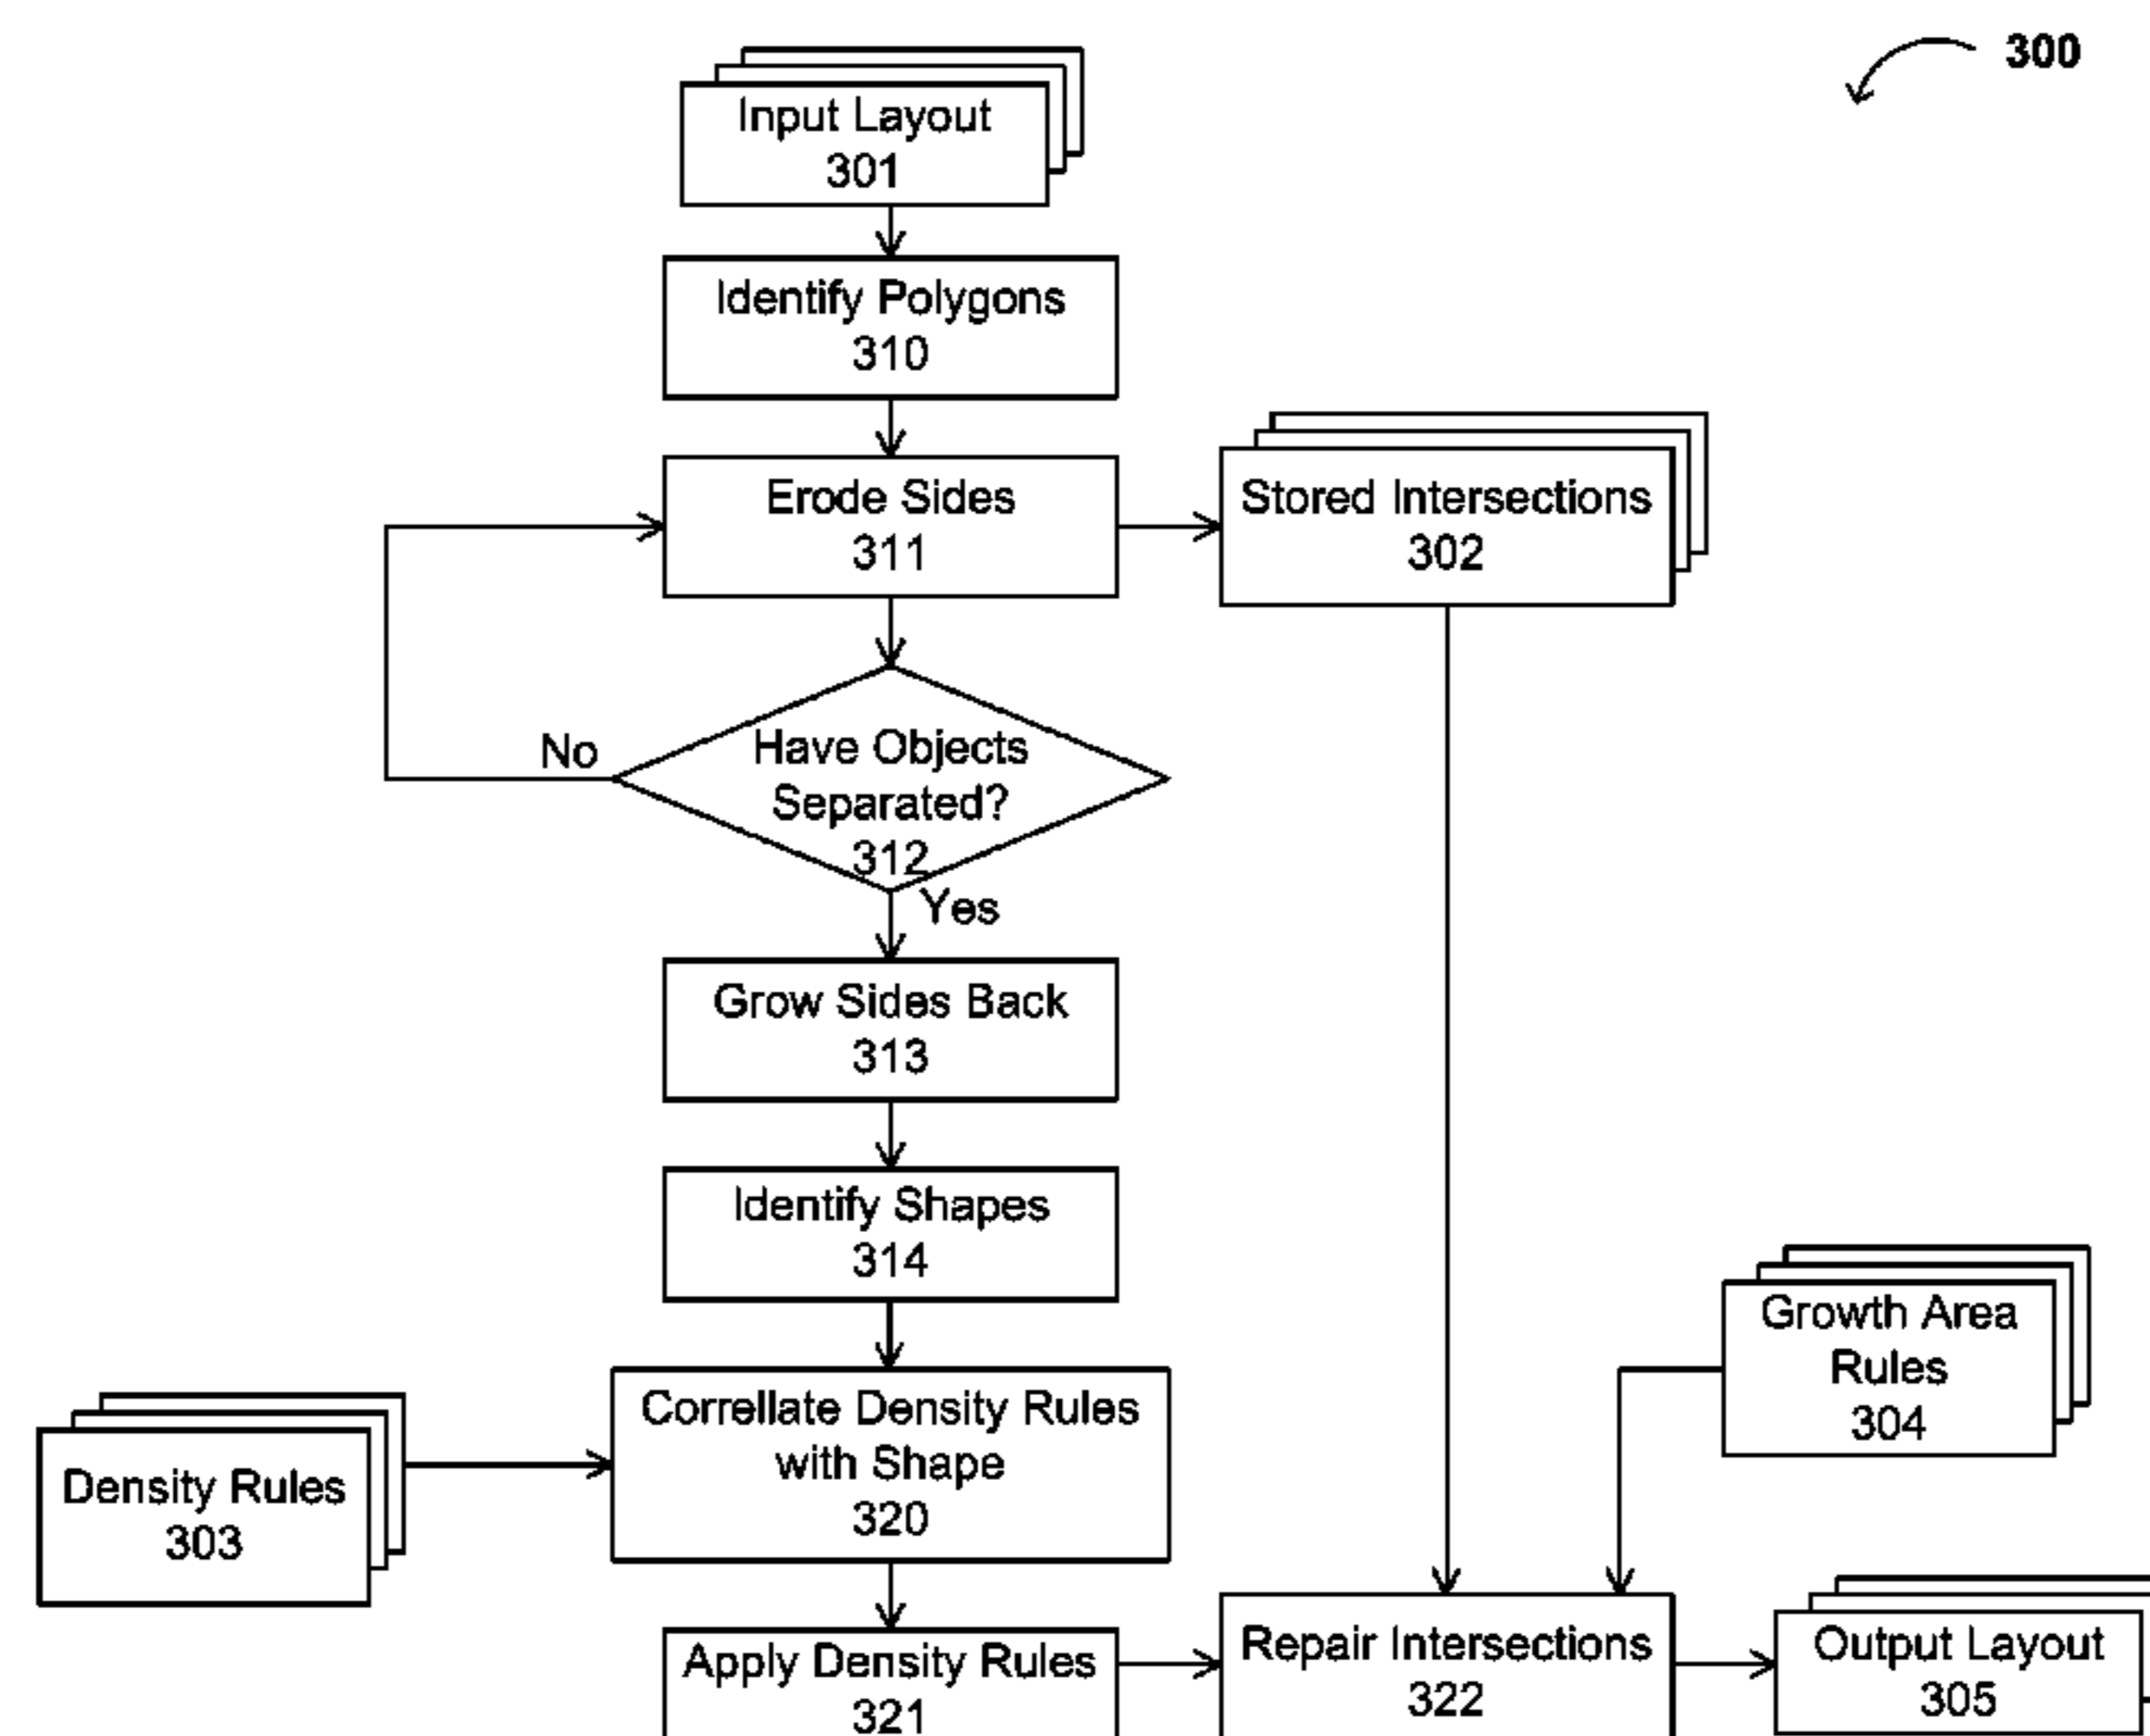 300
Input Layout
301
Identify Polygons
310
Erode Sides
311
Stored Intersections
302
No
Have Objects
Separated?
312
Yes
Grow Sides Back
313
Identify Shapes
314
Growth Area
Rules
304
Correllate Density Rules
with Shape
320
Density Rules
303
Apply Density Rules
321
Repair Intersections
322
Output Layout
305